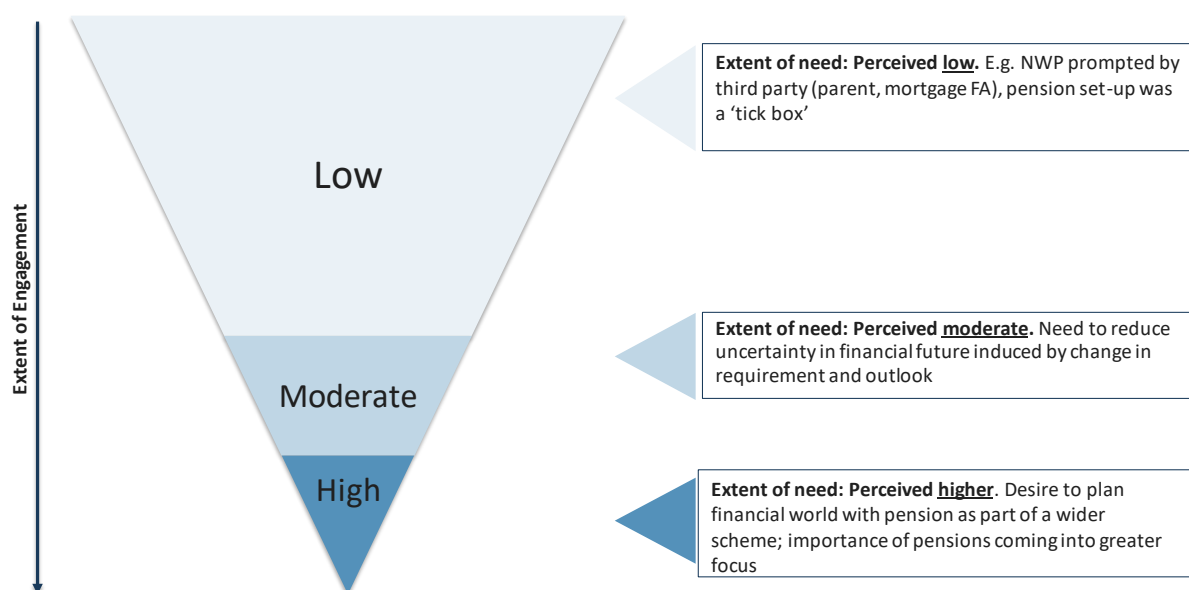 Extent of Engagement
Low
Moderate
High
Extent of need: Perceived low. E.g. NWP prompted by
third party (parent, mortgage FA), pension set-up was
a ‘tick box’
Extent of need: Perceived moderate. Need to reduce
uncertainty in financial future induced by change in
requirement and outlook
Extent of need: Perceived higher. Desire to plan
financial world with pension as part of a wider
scheme; importance of pensions coming into greater
focus